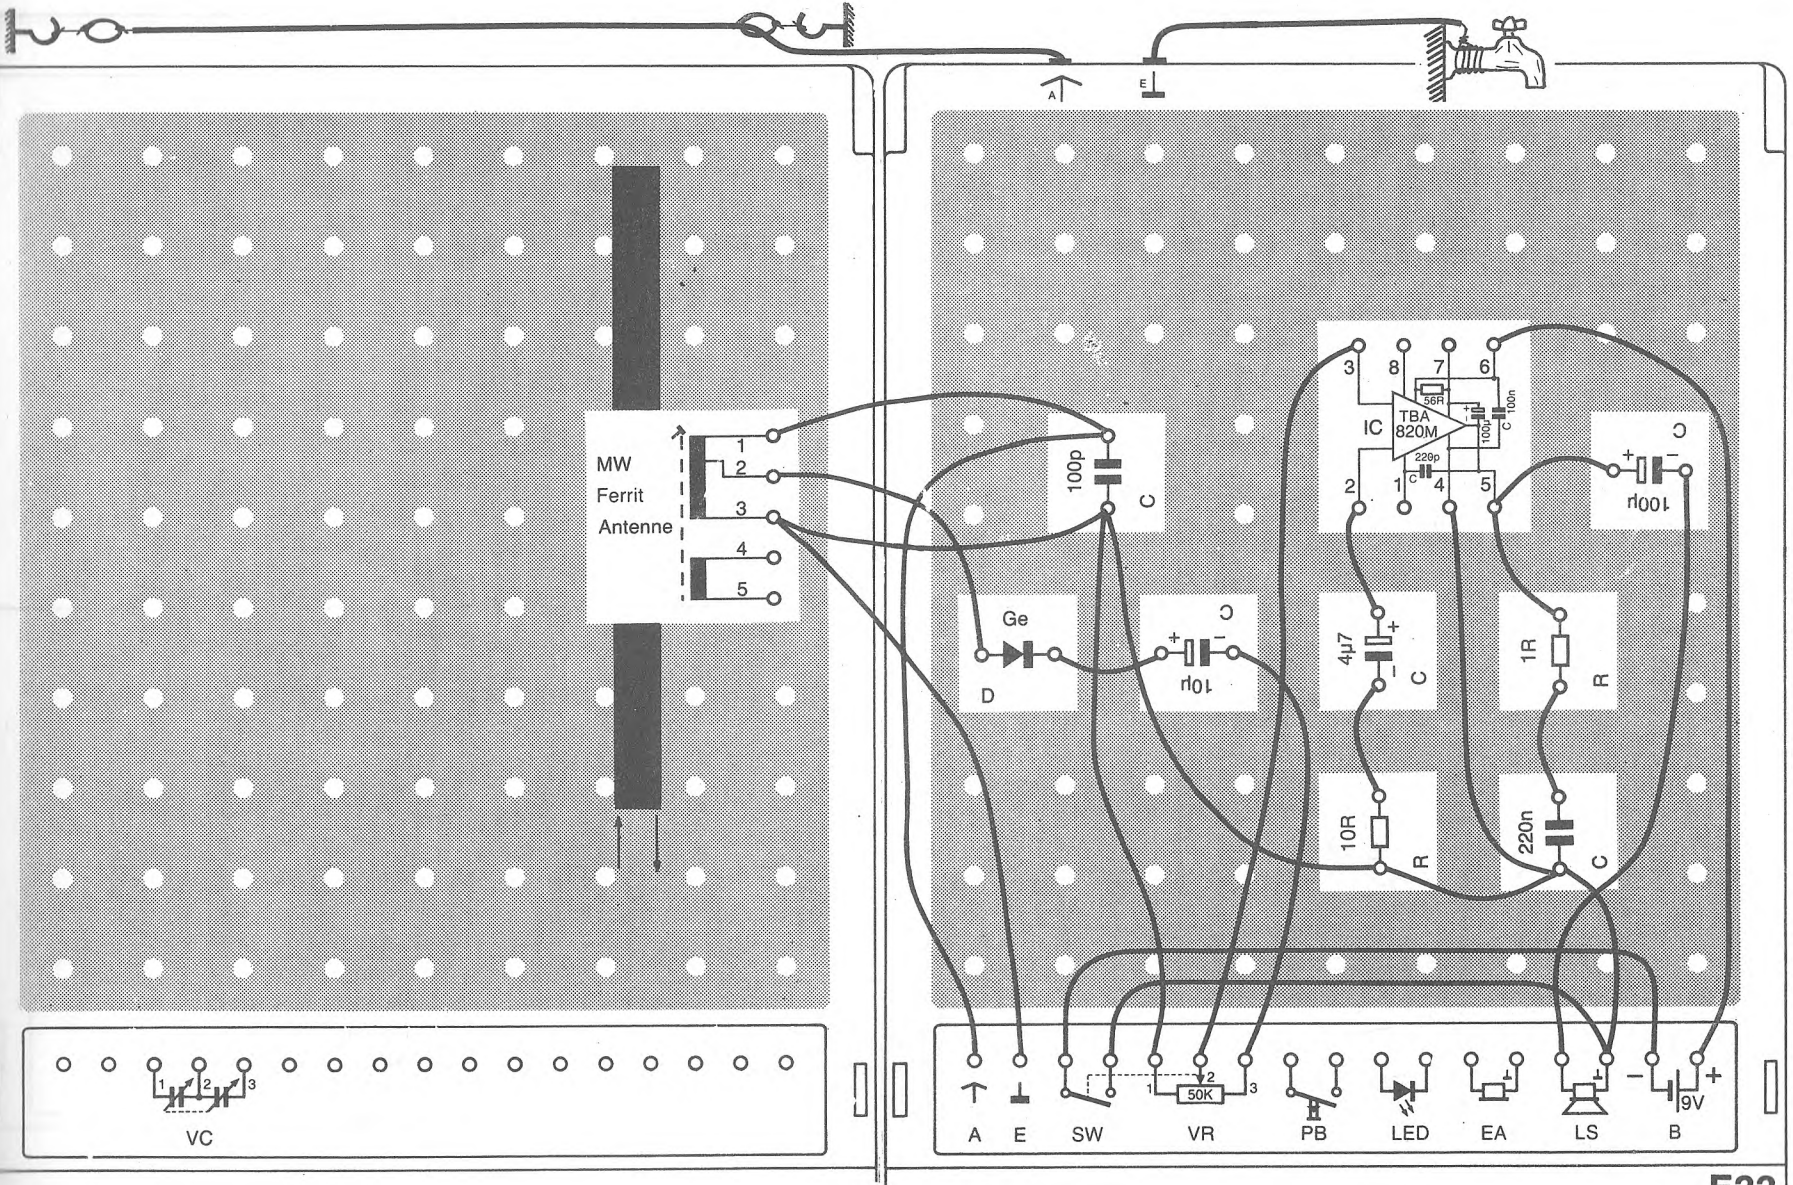 A
E
MW
Ferrit
Antenne
1
2
3
4
5
100p
C
3
8
7
6
IC
TBA
820M
56R
100µ
C
100n
C
220p
2
1
4
5
+
−
C
100µ
Ge
D
+
−
C
10µ
4µ7
+
−
C
1R
R
10R
R
220n
C
1
2
3
VC
A
E
SW
1
2
3
50K
VR
PB
LED
EA
LS
−
+
9V
B